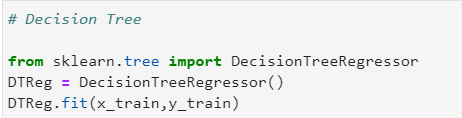 # Decision Tree
from sklearn.tree import DecisionTreeRegressor
DTReg = DecisionTreeRegressor()
DTReg.fit(x_train,y_train)